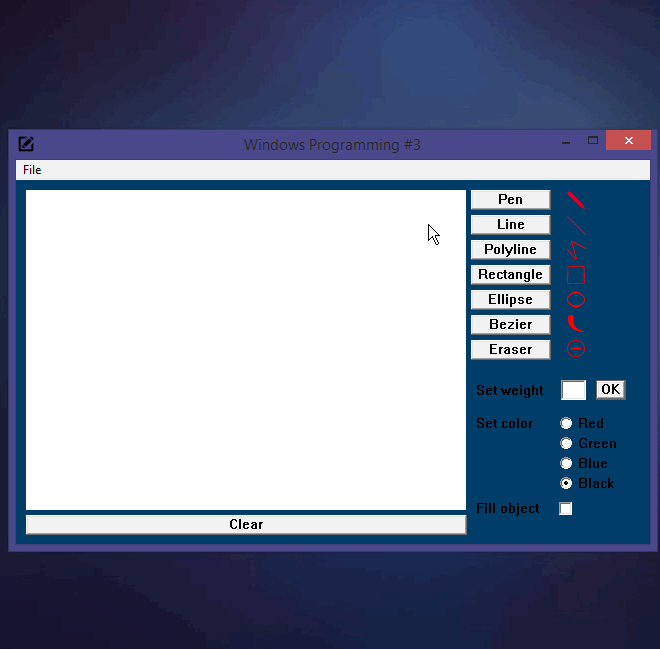 Windows Programming #3
File
Pen
Line
Polyline
Rectangle
Ellipse
Bezier
Eraser
Set weight OK
Set color Red
Green
Blue
Black
Fill object
Clear